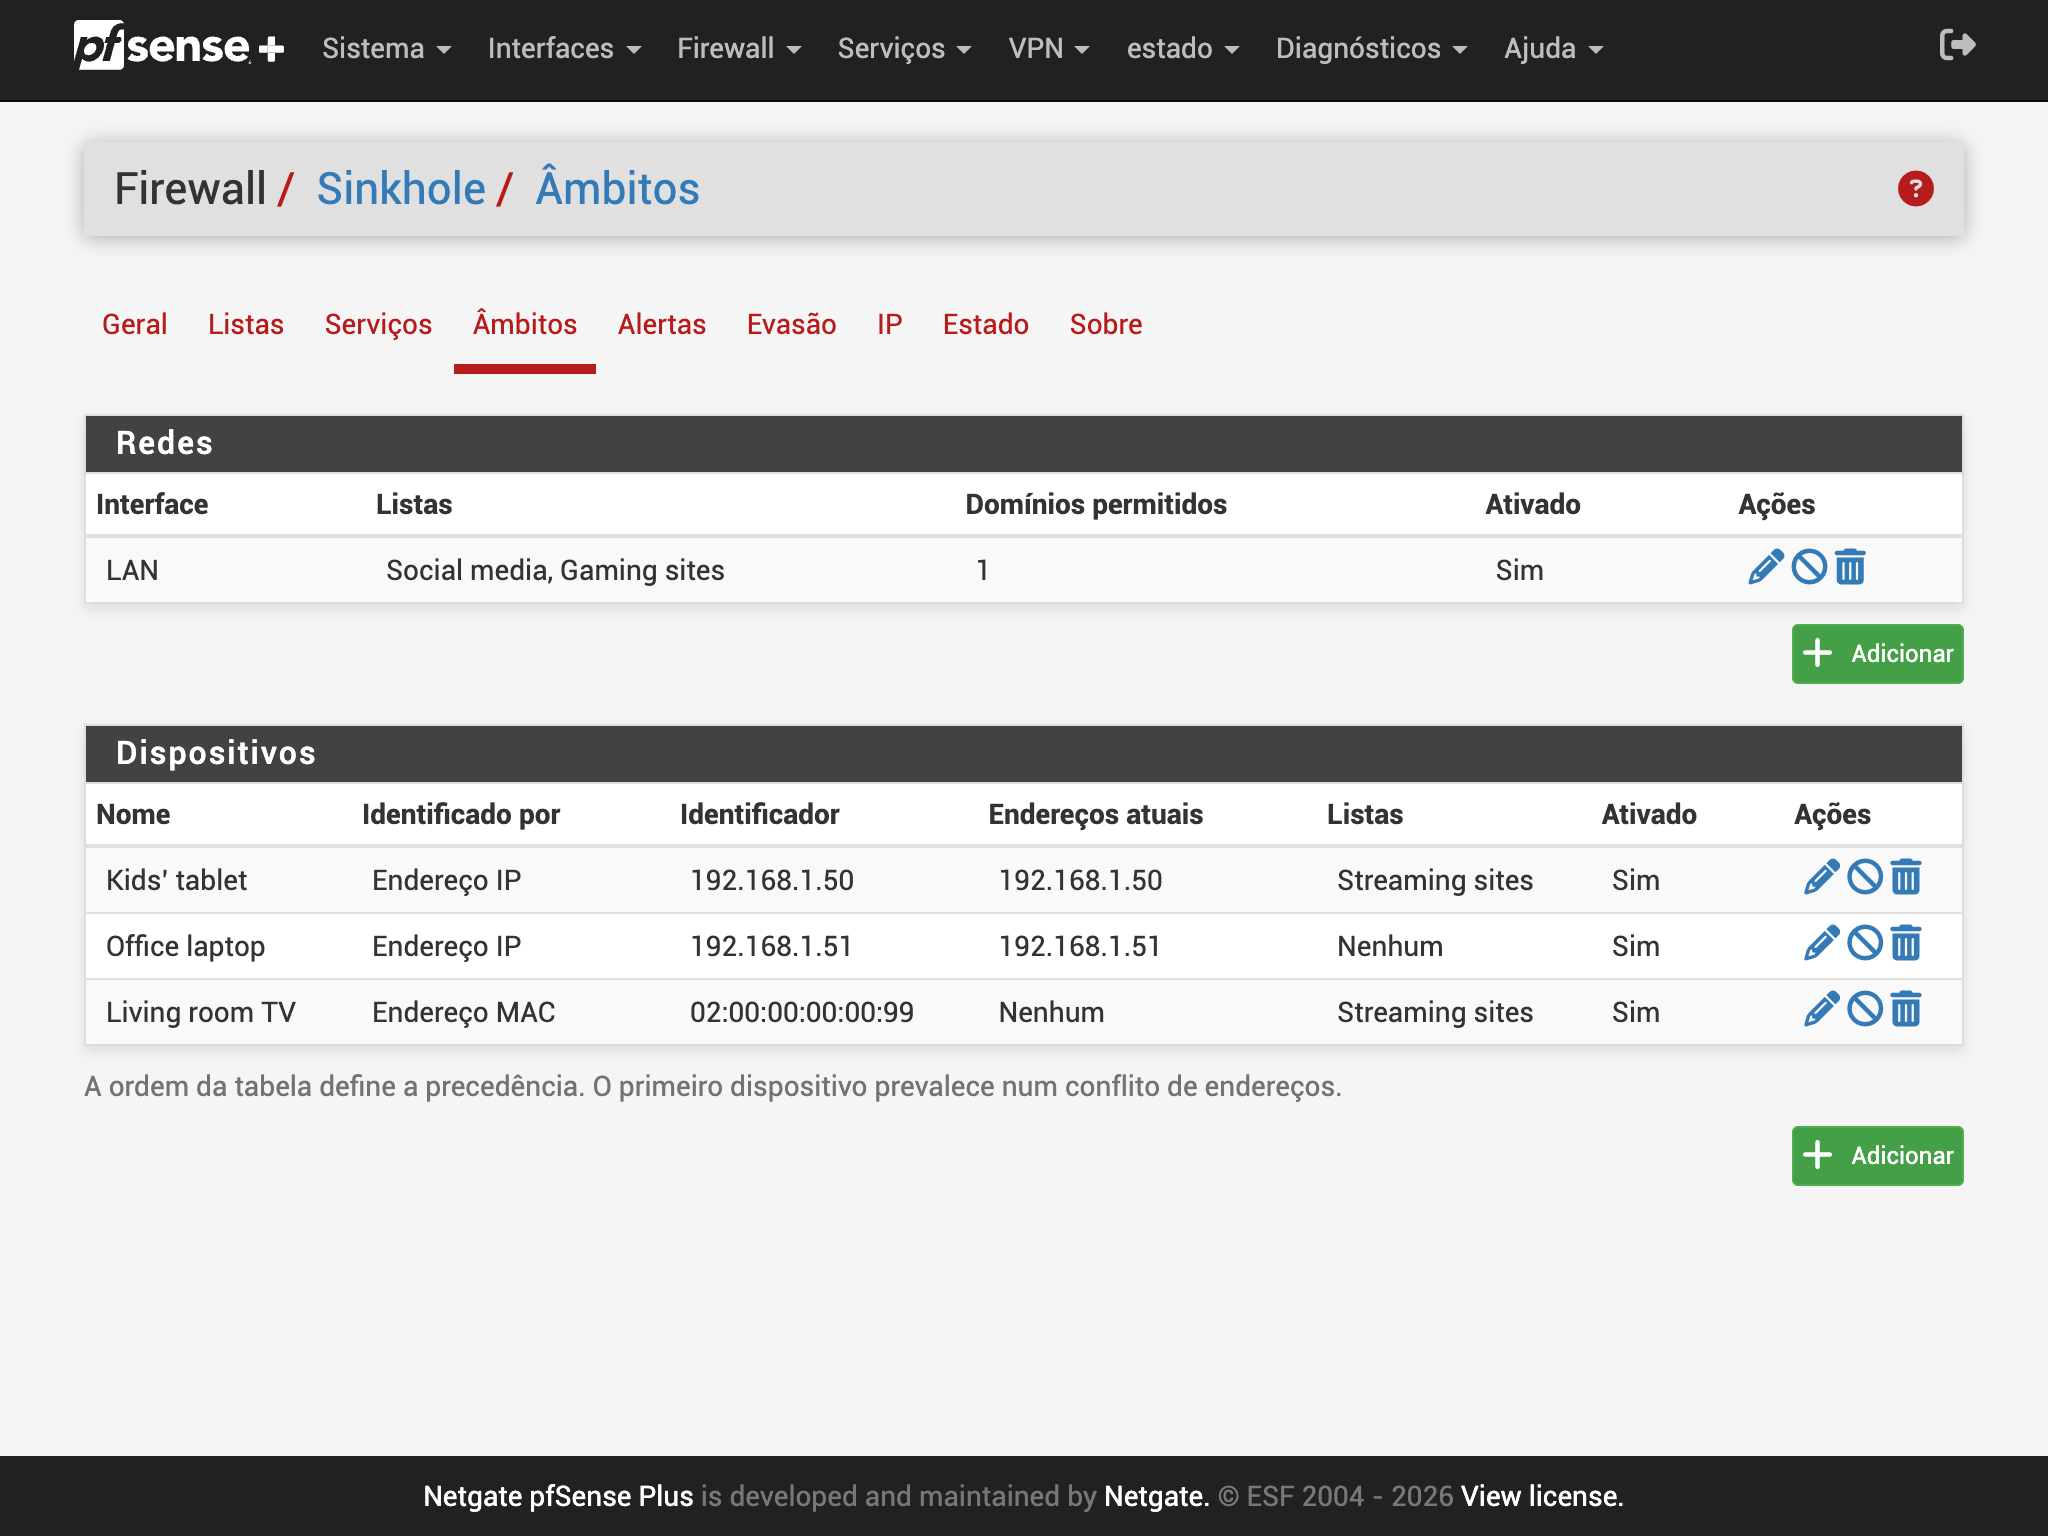 pfsense+ Sistema Interfaces Firewall Serviços VPN estado Diagnósticos Ajuda
Firewall / Sinkhole / Âmbitos ?
Geral Listas Serviços Âmbitos Alertas Evasão IP Estado Sobre
Redes
Interface Listas Domínios permitidos Ativado Ações
LAN Social media, Gaming sites 1 Sim
Adicionar
Dispositivos
Nome Identificado por Identificador Endereços atuais Listas Ativado Ações
Kids' tablet Endereço IP 192.168.1.50 192.168.1.50 Streaming sites Sim
Office laptop Endereço IP 192.168.1.51 192.168.1.51 Nenhum Sim
Living room TV Endereço MAC 02:00:00:00:00:99 Nenhum Streaming sites Sim
A ordem da tabela define a precedência. O primeiro dispositivo prevalece num conflito de endereços.
Adicionar
Netgate pfSense Plus is developed and maintained by Netgate. © ESF 2004 - 2026 View license.